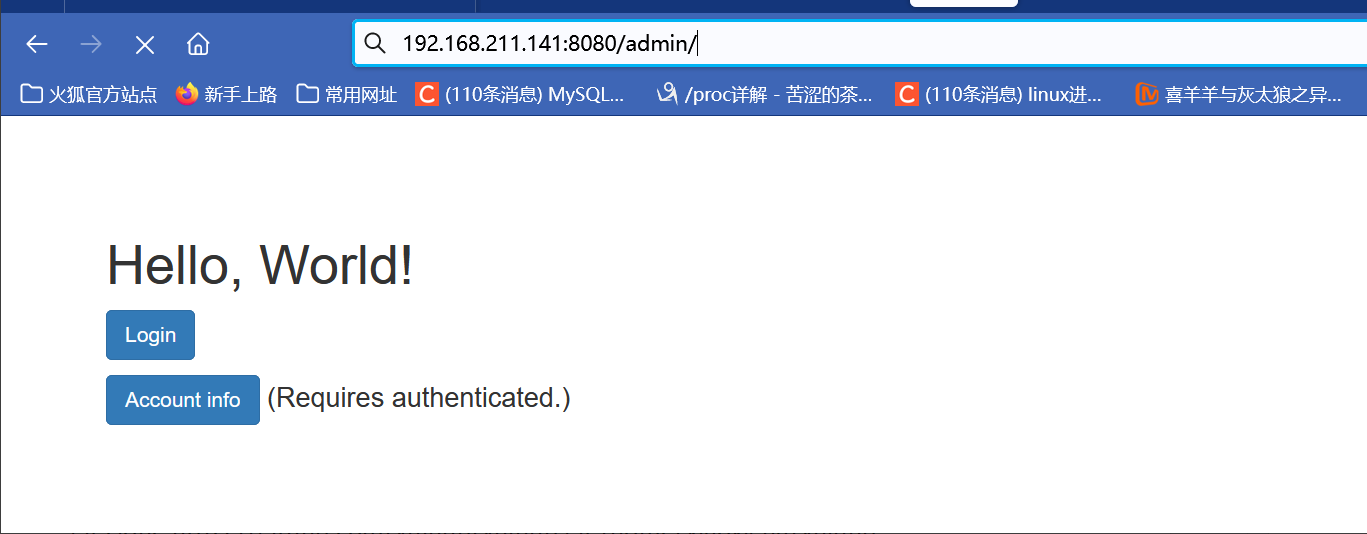 192.168.211.141:8080/admin/
火狐官方站点 新手上路 常用网址 (110条消息) MySQL... /proc详解 - 苦涩的茶... (110条消息) linux进... 喜羊羊与灰太狼之异...
Hello, World!
Login
Account info (Requires authenticated.)